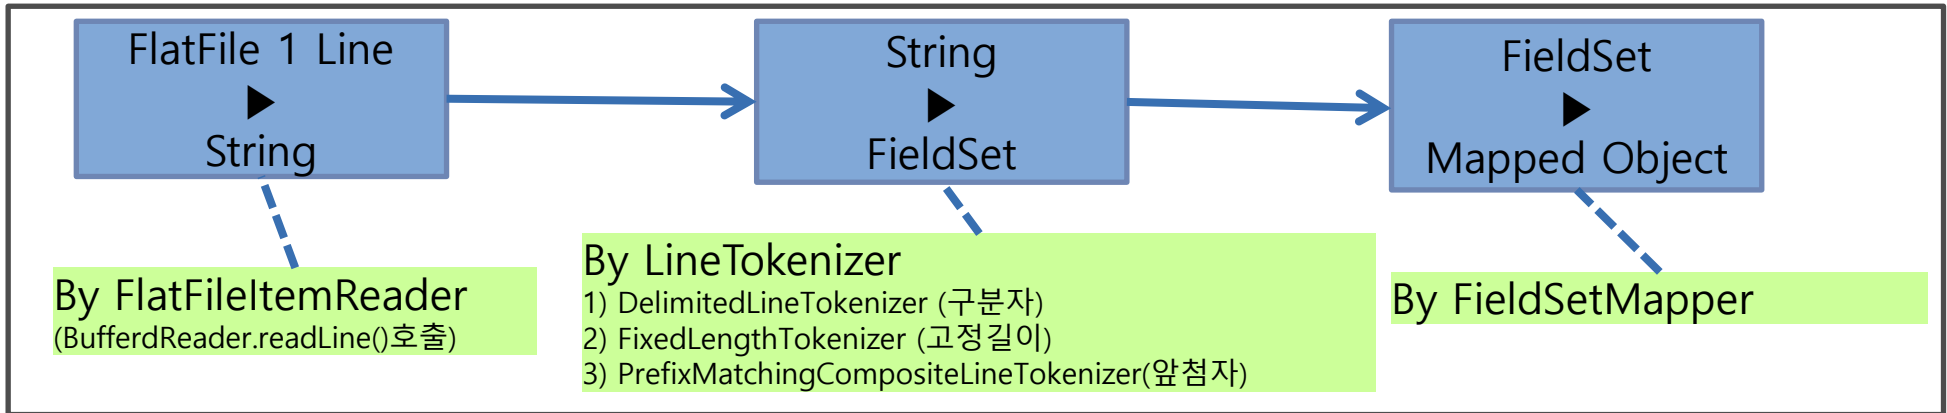 FlatFile 1 Line
▶
String
String
▶
FieldSet
FieldSet
▶
Mapped Object
By FlatFileItemReader
(BufferdReader.readLine()호출)
By LineTokenizer
1) DelimitedLineTokenizer (구분자)
2) FixedLengthTokenizer (고정길이)
3) PrefixMatchingCompositeLineTokenizer(앞첨자)
By FieldSetMapper